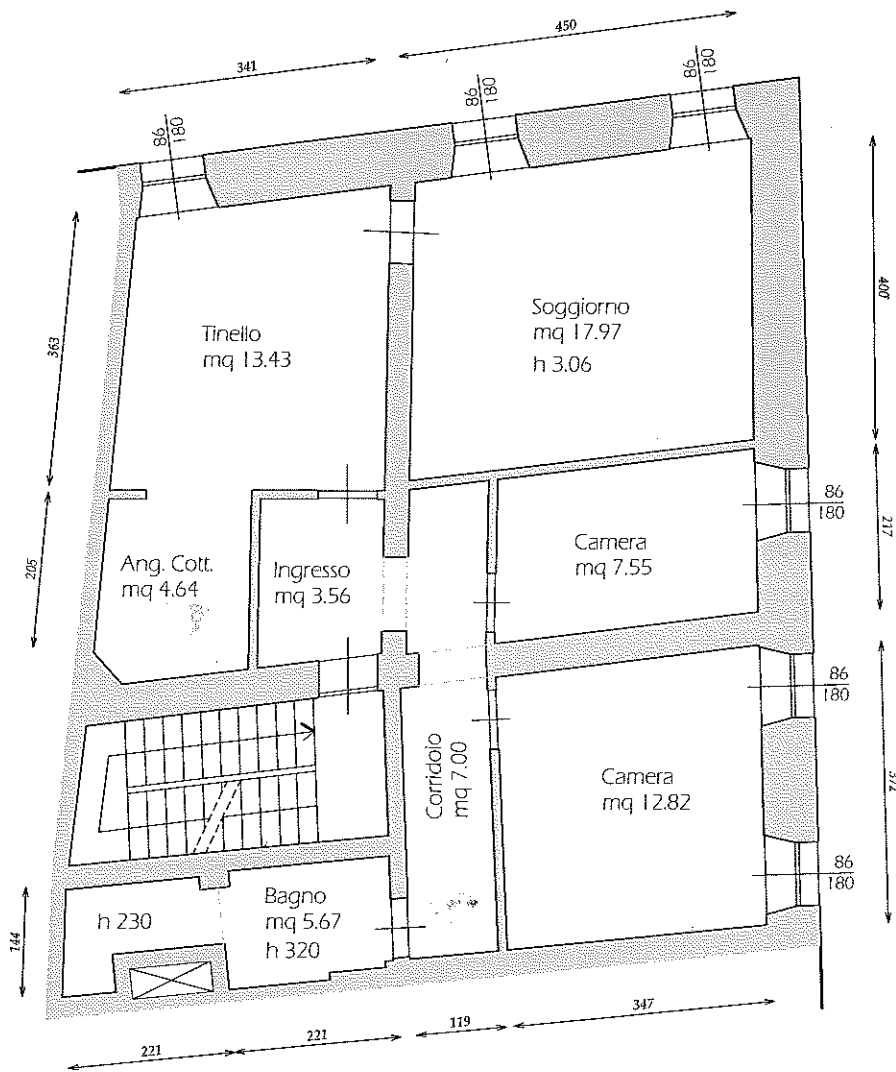 450
341
86
180
86
180
86
180
400
363
Soggiorno
mq 17.97
h 3.06
Tinello
mq 13.43
86
180
217
205
Camera
mq 7.55
Ang. Cott.
mq 4.64
Ingresso
mq 3.56
86
180
Corridoio
mq 7.00
Camera
mq 12.82
372
86
180
144
h 230
Bagno
mq 5.67
h 320
221
221
119
347